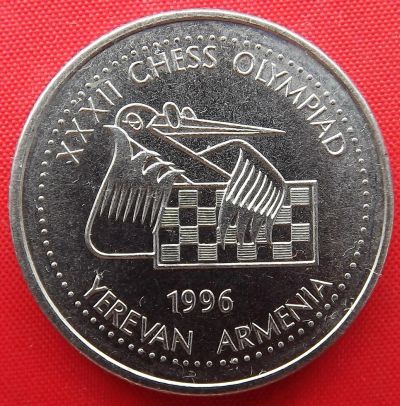 XXXII CHESS OLYMPIAD
1996
YEREVAN ARMENIA